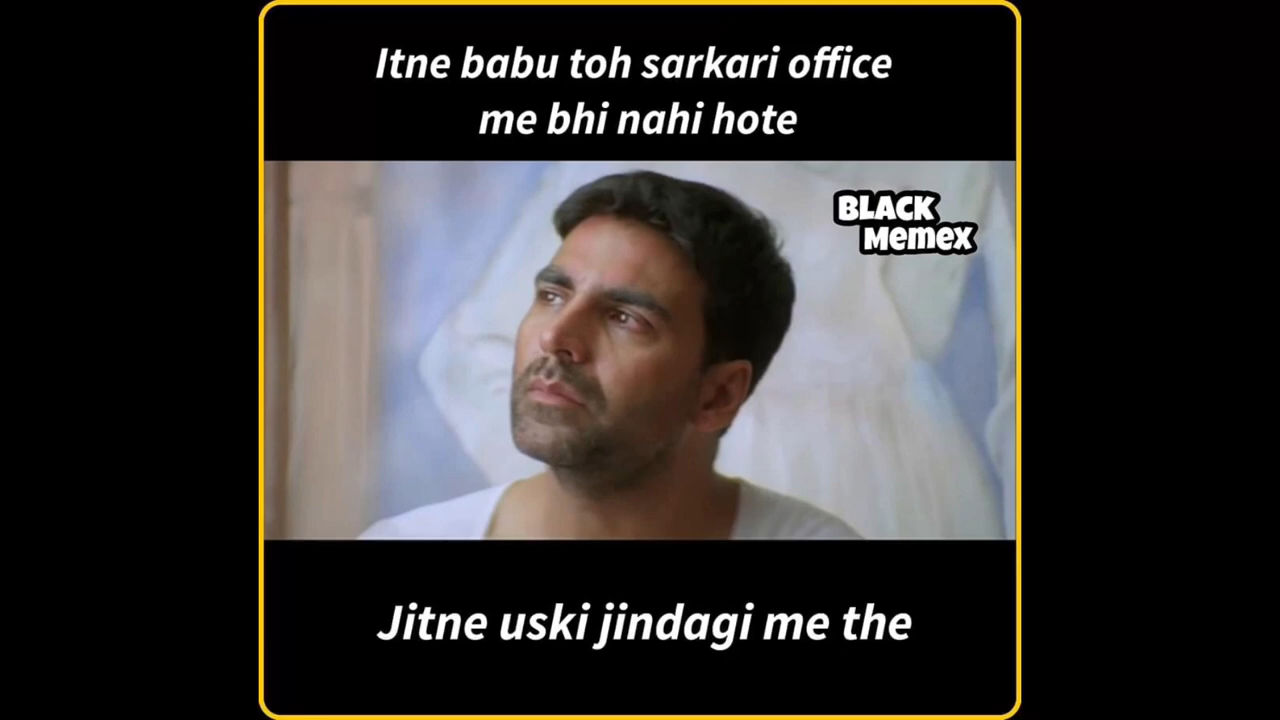 Itne babu toh sarkari office
me bhi nahi hote
BLACK
Memex
Jitne uski jindagi me the